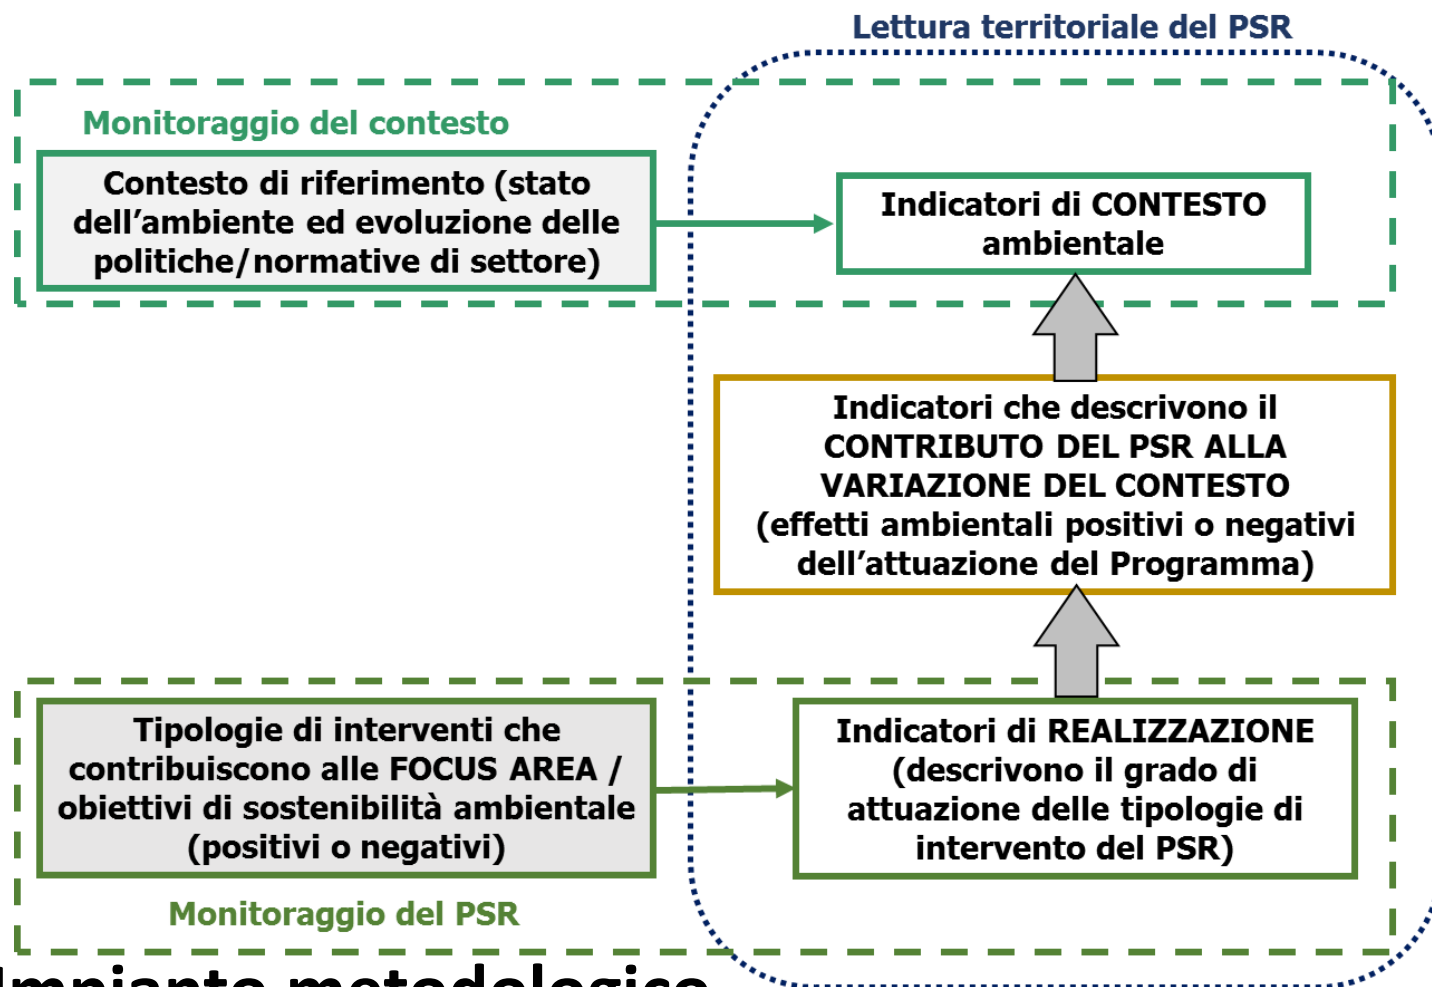 Lettura territoriale del PSR
Monitoraggio del contesto
Contesto di riferimento (stato
dell’ambiente ed evoluzione delle
politiche/normative di settore)
Indicatori di CONTESTO
ambientale
Indicatori che descrivono il
CONTRIBUTO DEL PSR ALLA
VARIAZIONE DEL CONTESTO
(effetti ambientali positivi o negativi
dell’attuazione del Programma)
Tipologie di interventi che
contribuiscono alle FOCUS AREA /
obiettivi di sostenibilità ambientale
(positivi o negativi)
Indicatori di REALIZZAZIONE
(descrivono il grado di
attuazione delle tipologie di
intervento del PSR)
Monitoraggio del PSR
Impianto metodologico